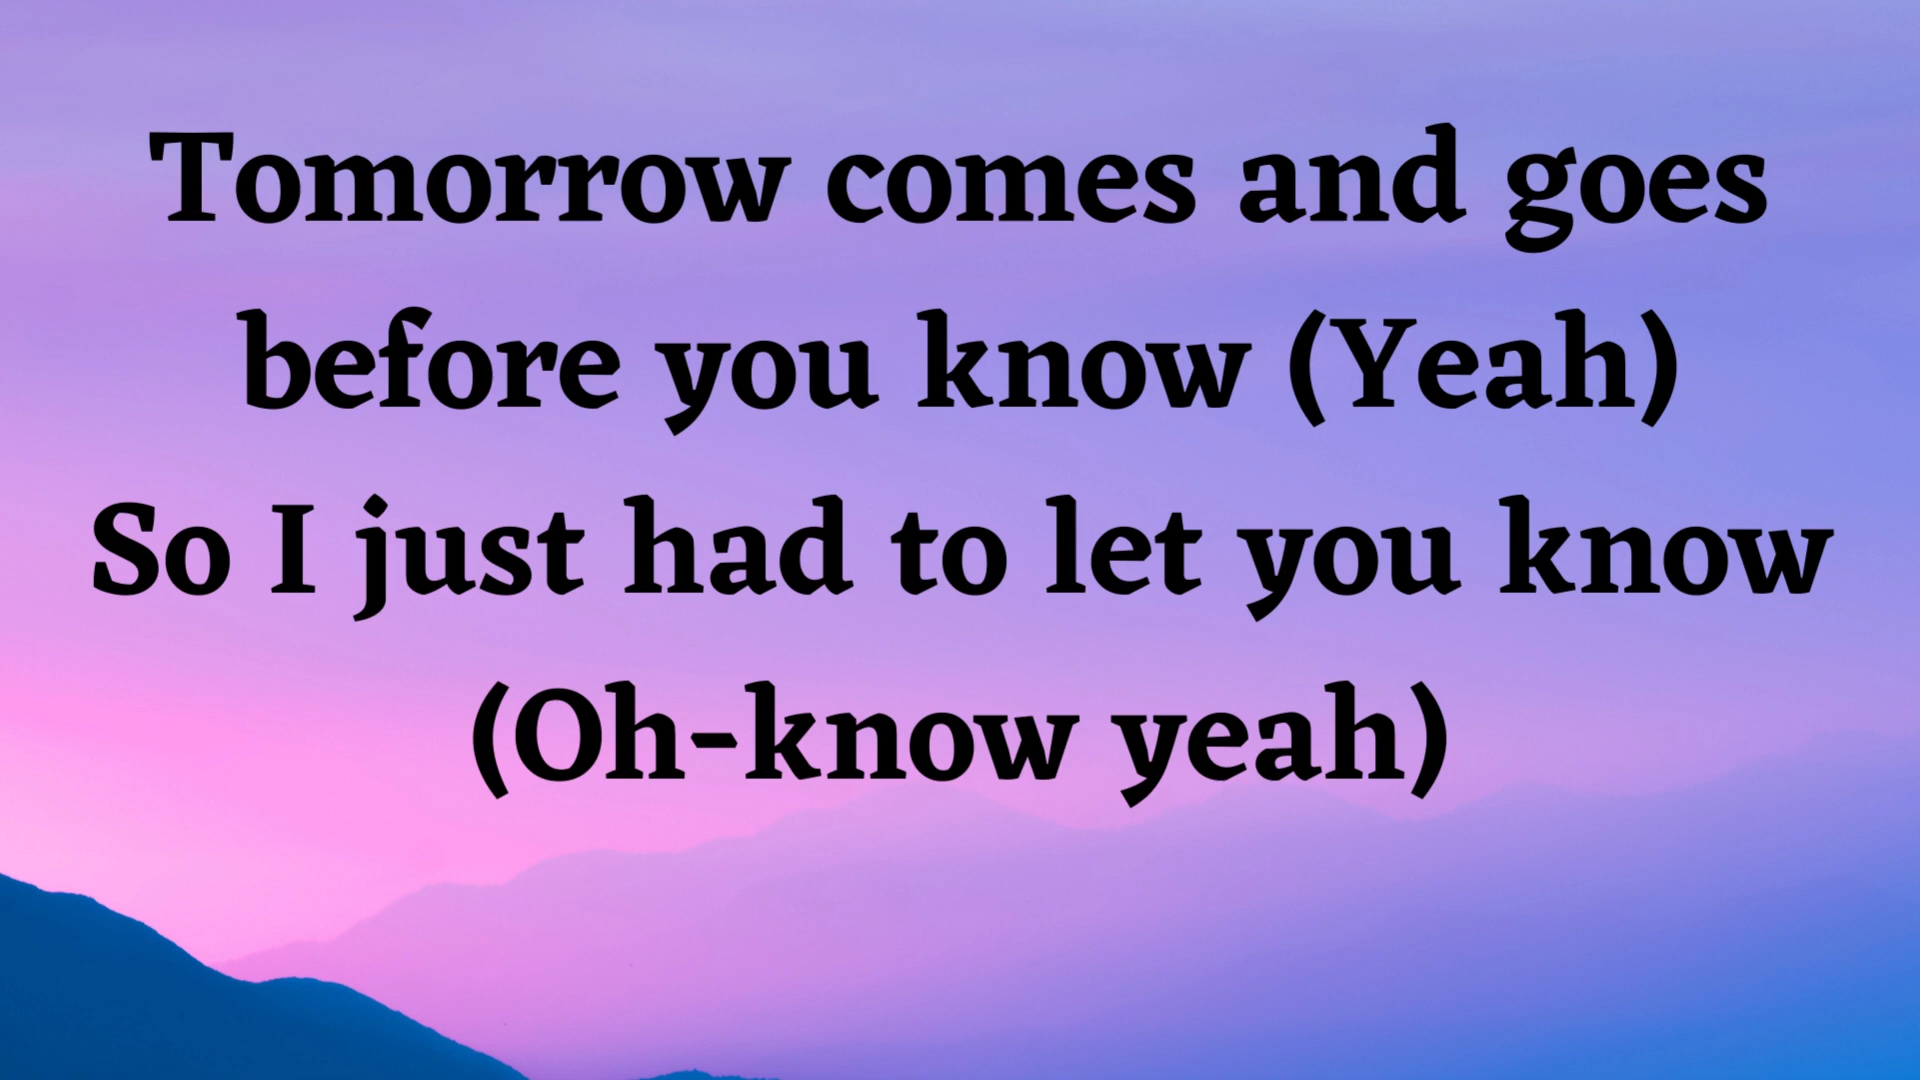 Tomorrow comes and goes
before you know (Yeah)
So I just had to let you know
(Oh-know yeah)